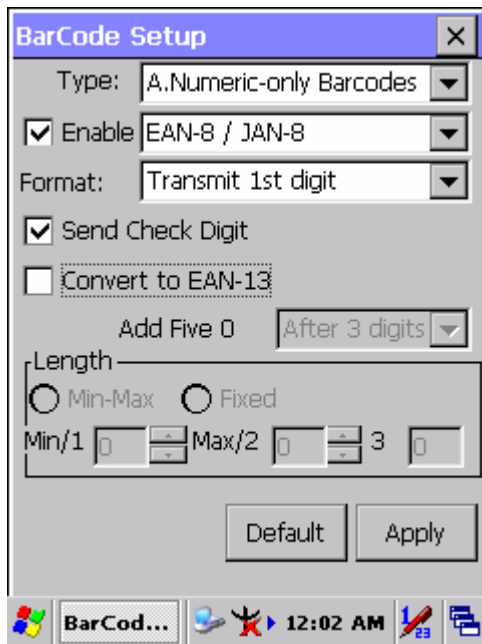 BarCode Setup
Type: A.Numeric-only Barcodes
Enable EAN-8 / JAN-8
Format: Transmit 1st digit
Send Check Digit
Convert to EAN-13
Add Five 0 After 3 digits
Length
Min-Max Fixed
Min/1 0 Max/2 0 3 0
Default Apply
BarCod... 12:02 AM 1/23